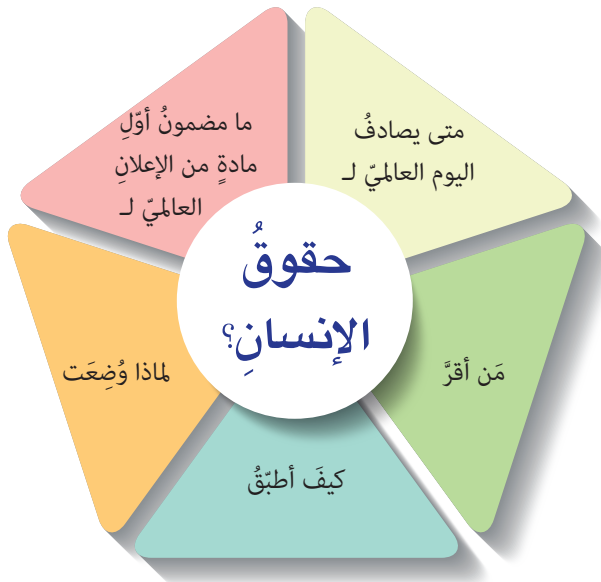 متى يصادفُ
اليوم العالميّ لـ
مَن أقرَّ
كيفَ أطبّقُ
لماذا وُضِعَت
ما مضمونُ أوّلِ
مادةٍ من الإعلانِ
العالميّ لـ
حقوقُ
الإنسانِ؟